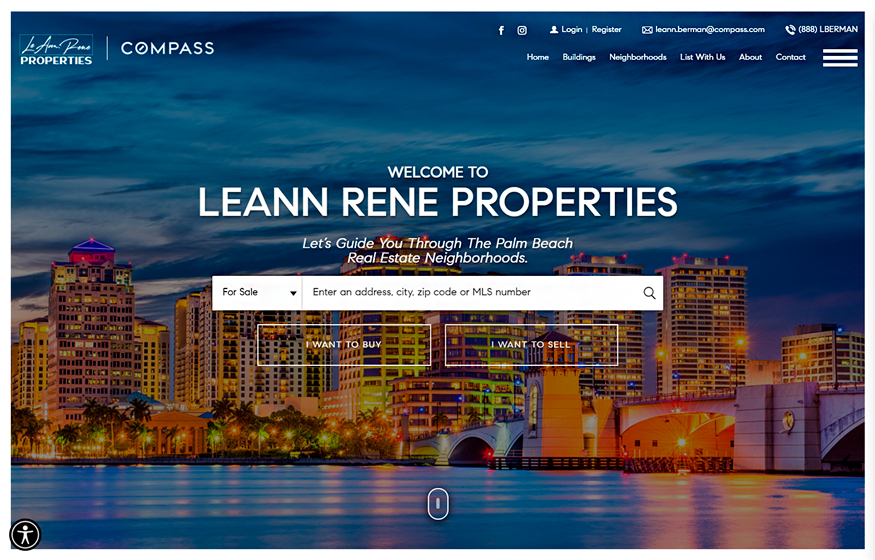 Le Ann Rene
PROPERTIES
COMPASS
Login | Register
leann.berman@compass.com
(888) LBERMAN
Home
Buildings
Neighborhoods
List With Us
About
Contact
WELCOME TO
LEANN RENE PROPERTIES
Let's Guide You Through The Palm Beach
Real Estate Neighborhoods.
For Sale
Enter an address, city, zip code or MLS number
I WANT TO BUY
I WANT TO SELL